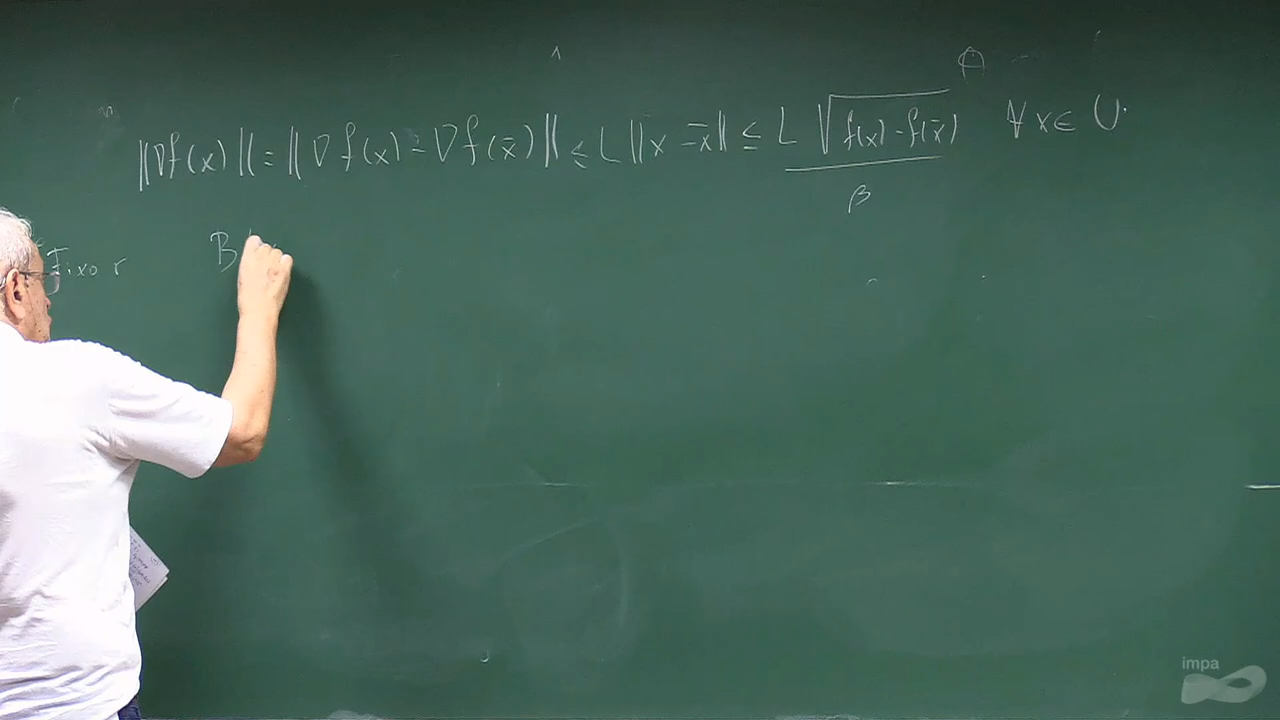 ||∇f(x)|| = ||∇f(x) - ∇f(x̄)|| ≤ L ||x - x̄|| ≤ L √(f(x) - f(x̄)) ∀ x ∈ U.
β
Fixo r B
impa